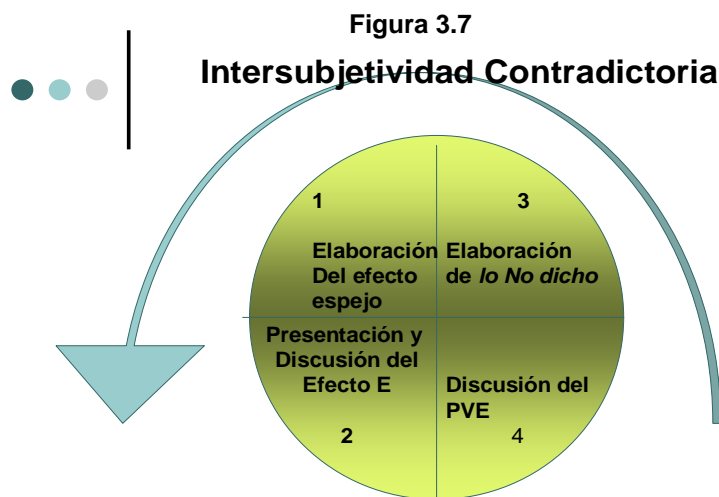 Figura 3.7
Intersubjetividad Contradictoria
1
Elaboración
Del efecto
espejo
Presentación y
Discusión del
Efecto E
2
3
Elaboración
de lo No dicho
Discusión del
PVE
4